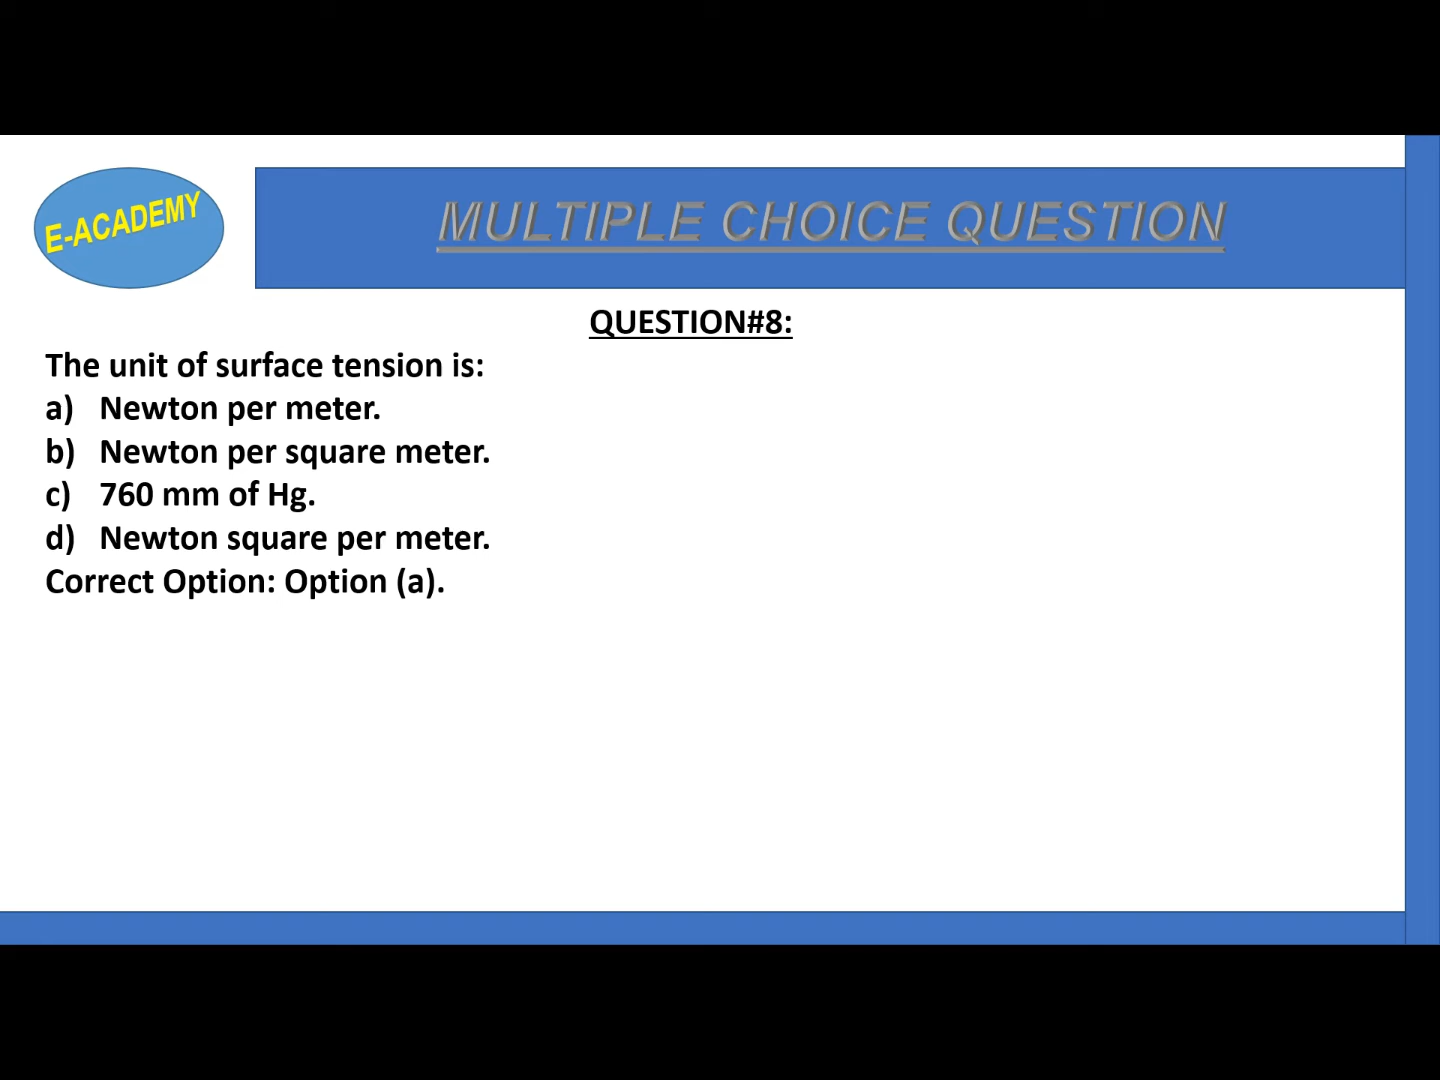 E-ACADEMY
MULTIPLE CHOICE QUESTION
QUESTION#8:
The unit of surface tension is:
a) Newton per meter.
b) Newton per square meter.
c) 760 mm of Hg.
d) Newton square per meter.
Correct Option: Option (a).